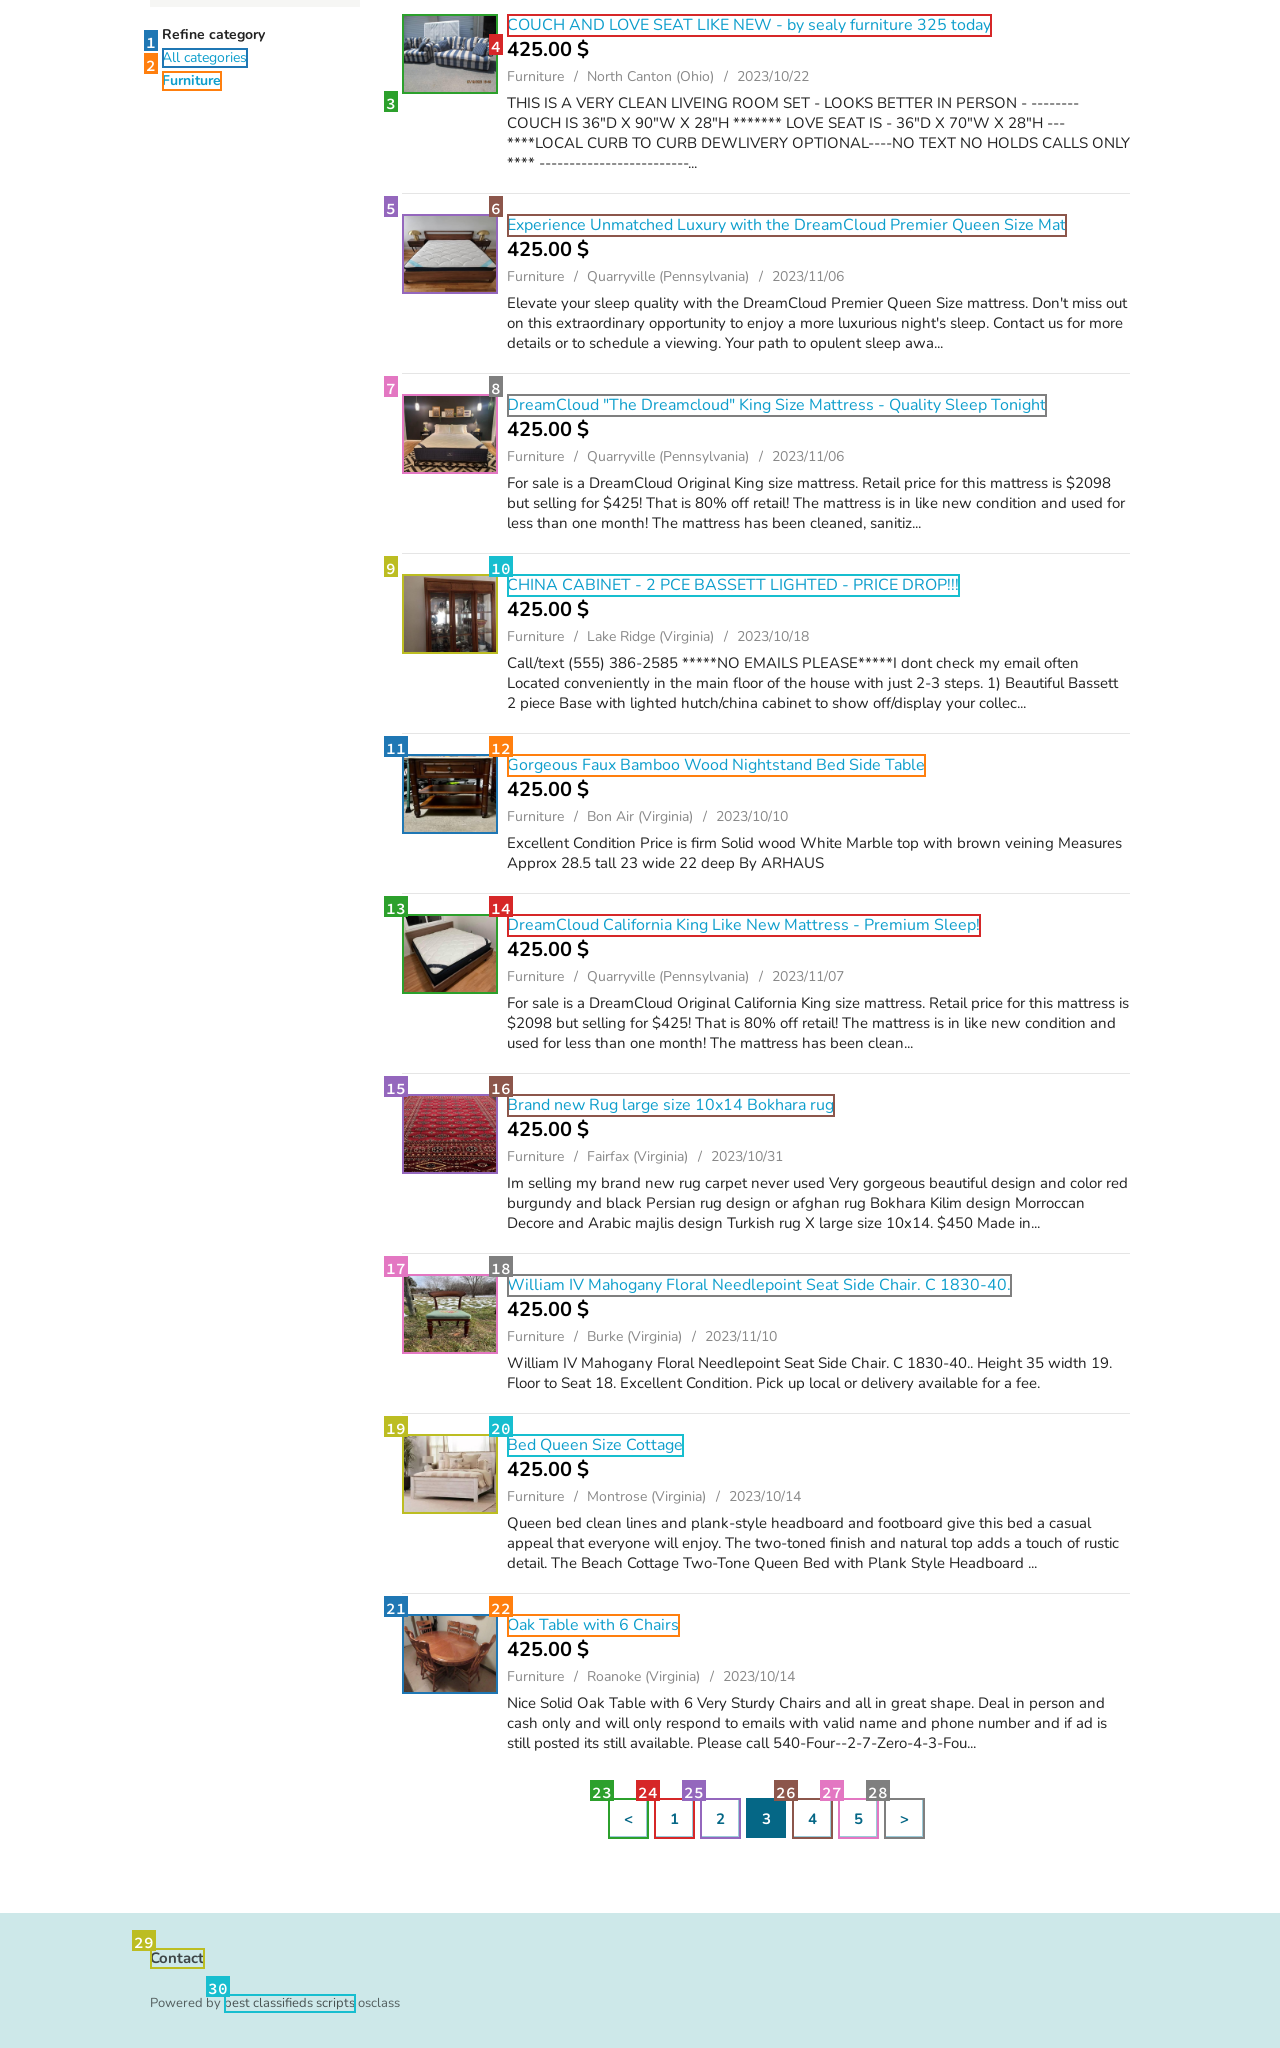 Refine category
1
All categories
2
Furniture
3
4
COUCH AND LOVE SEAT LIKE NEW - by sealy furniture 325 today
425.00 $
Furniture / North Canton (Ohio) / 2023/10/22
THIS IS A VERY CLEAN LIVEING ROOM SET - LOOKS BETTER IN PERSON - --------
COUCH IS 36"D X 90"W X 28"H ******* LOVE SEAT IS - 36"D X 70"W X 28"H ---
****LOCAL CURB TO CURB DEWLIVERY OPTIONAL----NO TEXT NO HOLDS CALLS ONLY
**** -------------------------...
5
6
Experience Unmatched Luxury with the DreamCloud Premier Queen Size Mat
425.00 $
Furniture / Quarryville (Pennsylvania) / 2023/11/06
Elevate your sleep quality with the DreamCloud Premier Queen Size mattress. Don't miss out
on this extraordinary opportunity to enjoy a more luxurious night's sleep. Contact us for more
details or to schedule a viewing. Your path to opulent sleep awa...
7
8
DreamCloud "The Dreamcloud" King Size Mattress - Quality Sleep Tonight
425.00 $
Furniture / Quarryville (Pennsylvania) / 2023/11/06
For sale is a DreamCloud Original King size mattress. Retail price for this mattress is $2098
but selling for $425! That is 80% off retail! The mattress is in like new condition and used for
less than one month! The mattress has been cleaned, sanitiz...
9
10
CHINA CABINET - 2 PCE BASSETT LIGHTED - PRICE DROP!!!
425.00 $
Furniture / Lake Ridge (Virginia) / 2023/10/18
Call/text (555) 386-2585 *****NO EMAILS PLEASE*****I dont check my email often
Located conveniently in the main floor of the house with just 2-3 steps. 1) Beautiful Bassett
2 piece Base with lighted hutch/china cabinet to show off/display your collec...
11
12
Gorgeous Faux Bamboo Wood Nightstand Bed Side Table
425.00 $
Furniture / Bon Air (Virginia) / 2023/10/10
Excellent Condition Price is firm Solid wood White Marble top with brown veining Measures
Approx 28.5 tall 23 wide 22 deep By ARHAUS
13
14
DreamCloud California King Like New Mattress - Premium Sleep!
425.00 $
Furniture / Quarryville (Pennsylvania) / 2023/11/07
For sale is a DreamCloud Original California King size mattress. Retail price for this mattress is
$2098 but selling for $425! That is 80% off retail! The mattress is in like new condition and
used for less than one month! The mattress has been clean...
15
16
Brand new Rug large size 10x14 Bokhara rug
425.00 $
Furniture / Fairfax (Virginia) / 2023/10/31
Im selling my brand new rug carpet never used Very gorgeous beautiful design and color red
burgundy and black Persian rug design or afghan rug Bokhara Kilim design Morroccan
Decore and Arabic majlis design Turkish rug X large size 10x14. $450 Made in...
17
18
William IV Mahogany Floral Needlepoint Seat Side Chair. C 1830-40.
425.00 $
Furniture / Burke (Virginia) / 2023/11/10
William IV Mahogany Floral Needlepoint Seat Side Chair. C 1830-40.. Height 35 width 19.
Floor to Seat 18. Excellent Condition. Pick up local or delivery available for a fee.
19
20
Bed Queen Size Cottage
425.00 $
Furniture / Montrose (Virginia) / 2023/10/14
Queen bed clean lines and plank-style headboard and footboard give this bed a casual
appeal that everyone will enjoy. The two-toned finish and natural top adds a touch of rustic
detail. The Beach Cottage Two-Tone Queen Bed with Plank Style Headboard ...
21
22
Oak Table with 6 Chairs
425.00 $
Furniture / Roanoke (Virginia) / 2023/10/14
Nice Solid Oak Table with 6 Very Sturdy Chairs and all in great shape. Deal in person and
cash only and will only respond to emails with valid name and phone number and if ad is
still posted its still available. Please call 540-Four--2-7-Zero-4-3-Fou...
23 24 25 26 27 28
< 1 2 3 4 5 >
29
Contact
30
Powered by best classifieds scripts osclass